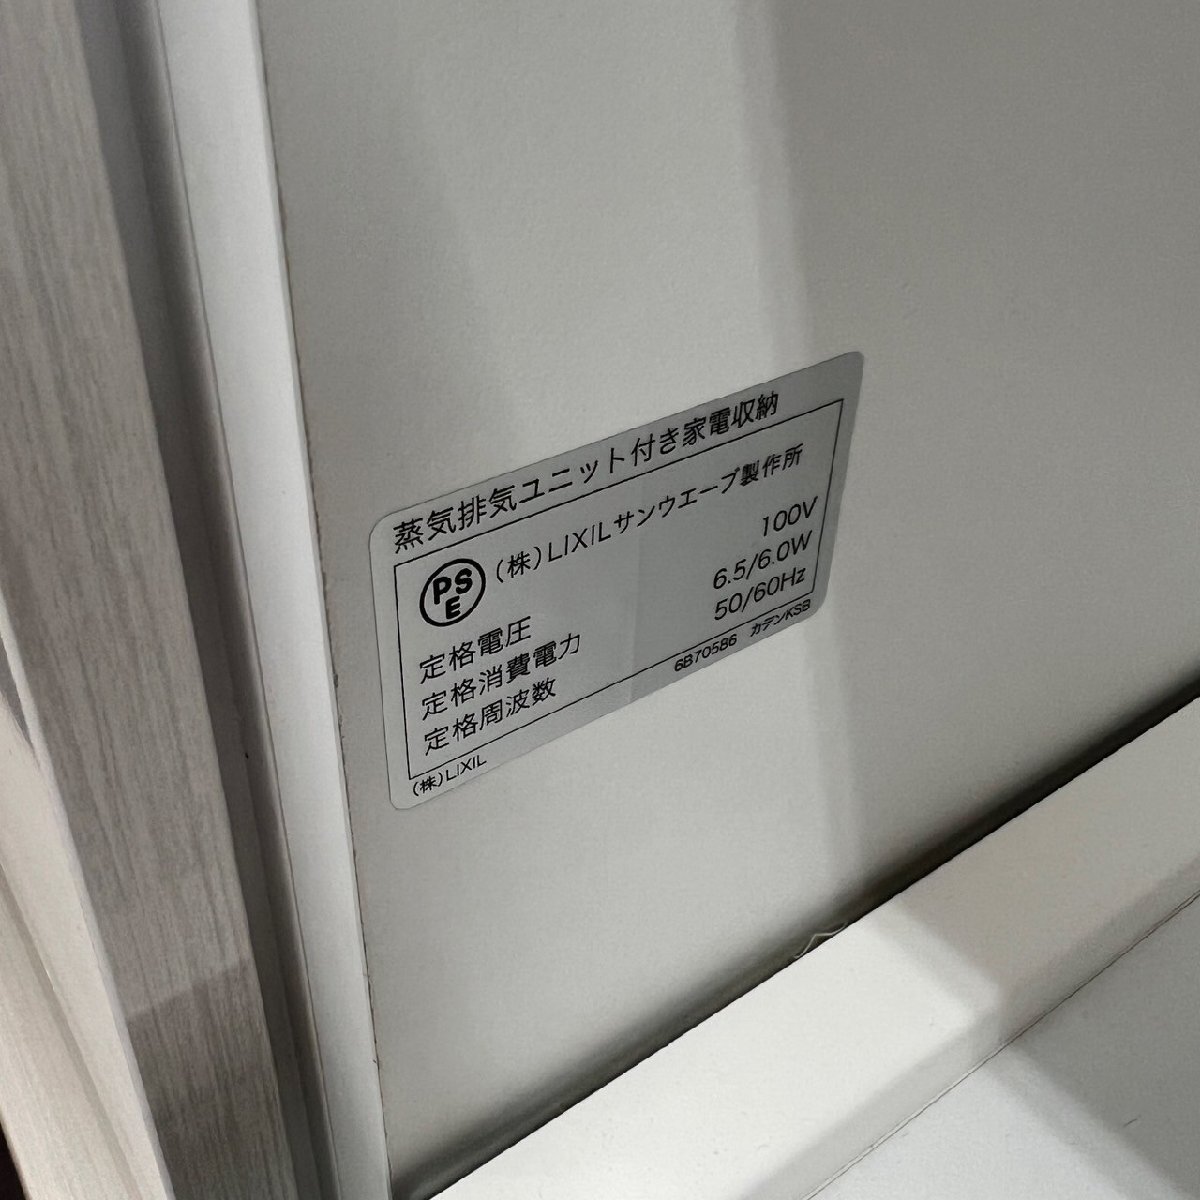 蒸気排気ユニット付き家電収納
PSE (株)LIXILサンウエーブ製作所
定格電圧 100V
定格消費電力 6.5/6.0W
定格周波数 50/60Hz
(株)LIXIL 6B70586 カデンKSB